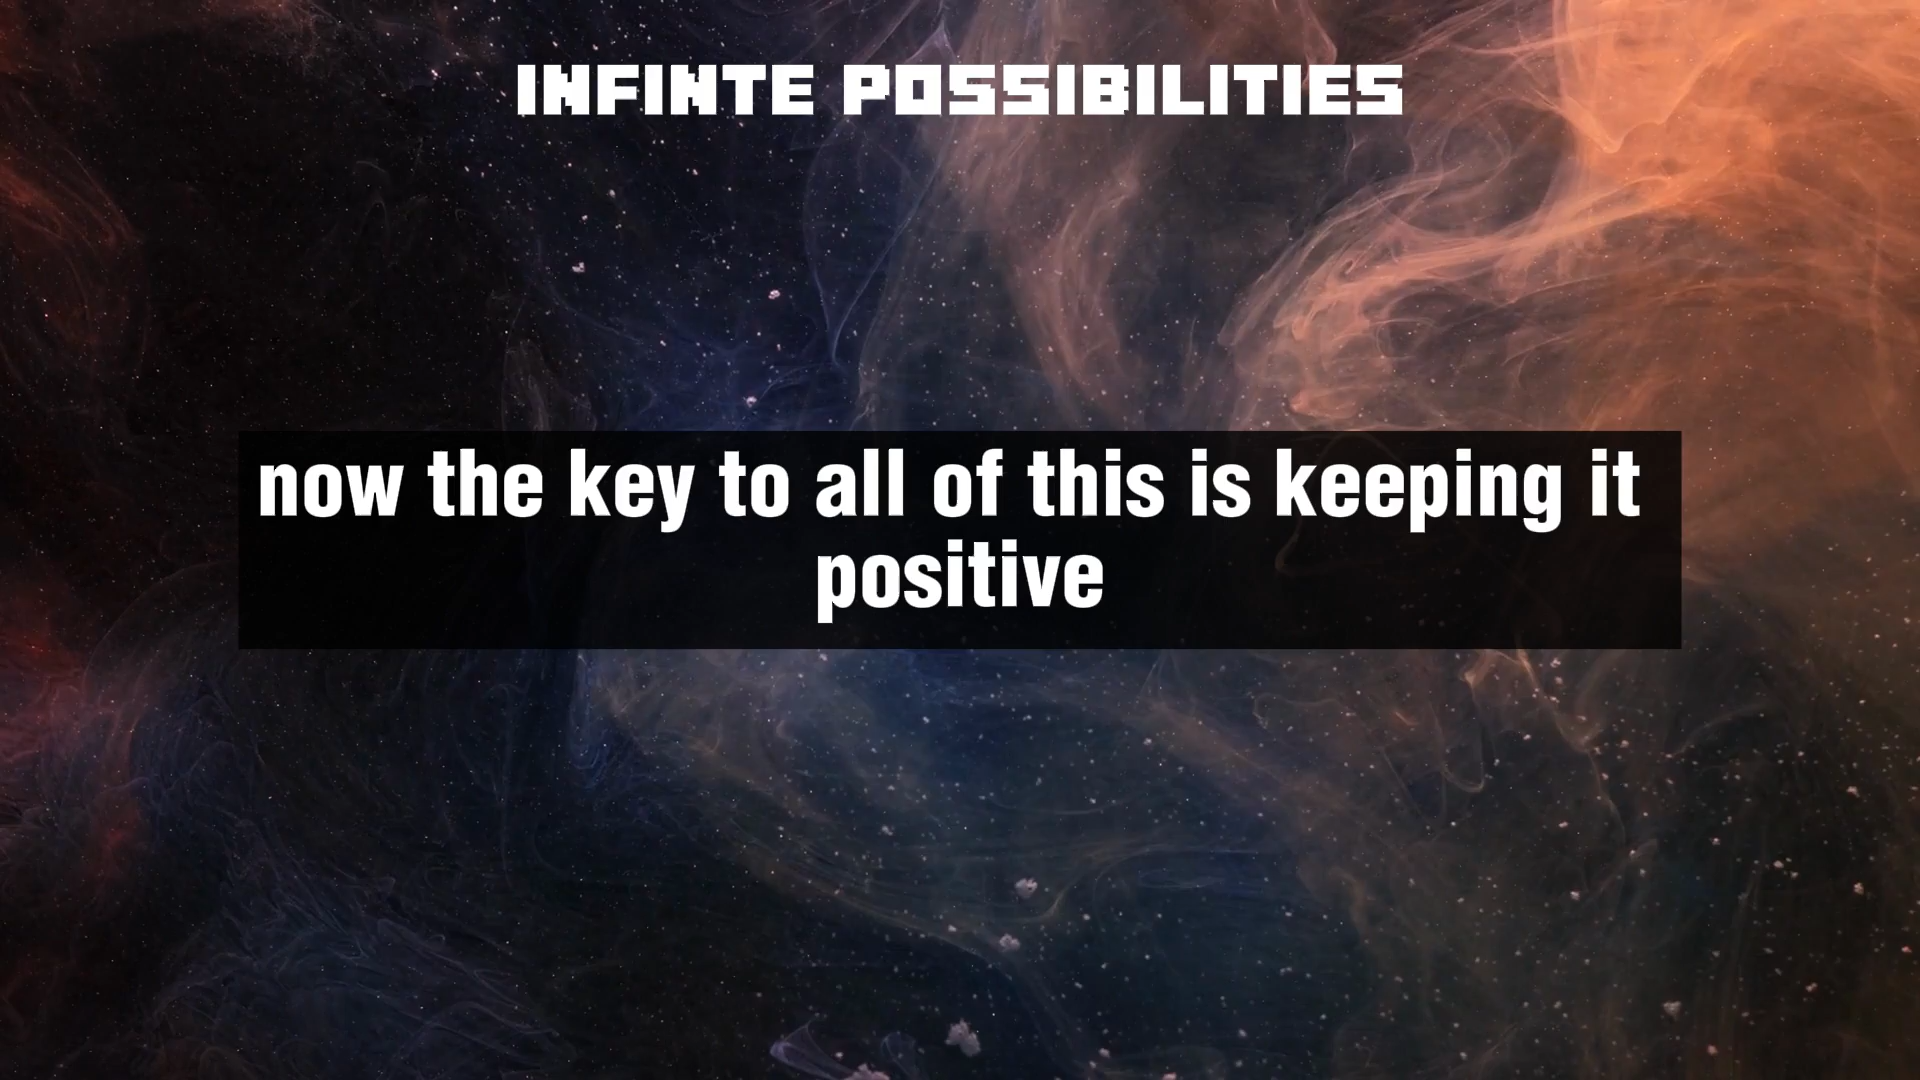 INFINTE POSSIBILITIES
now the key to all of this is keeping it
positive